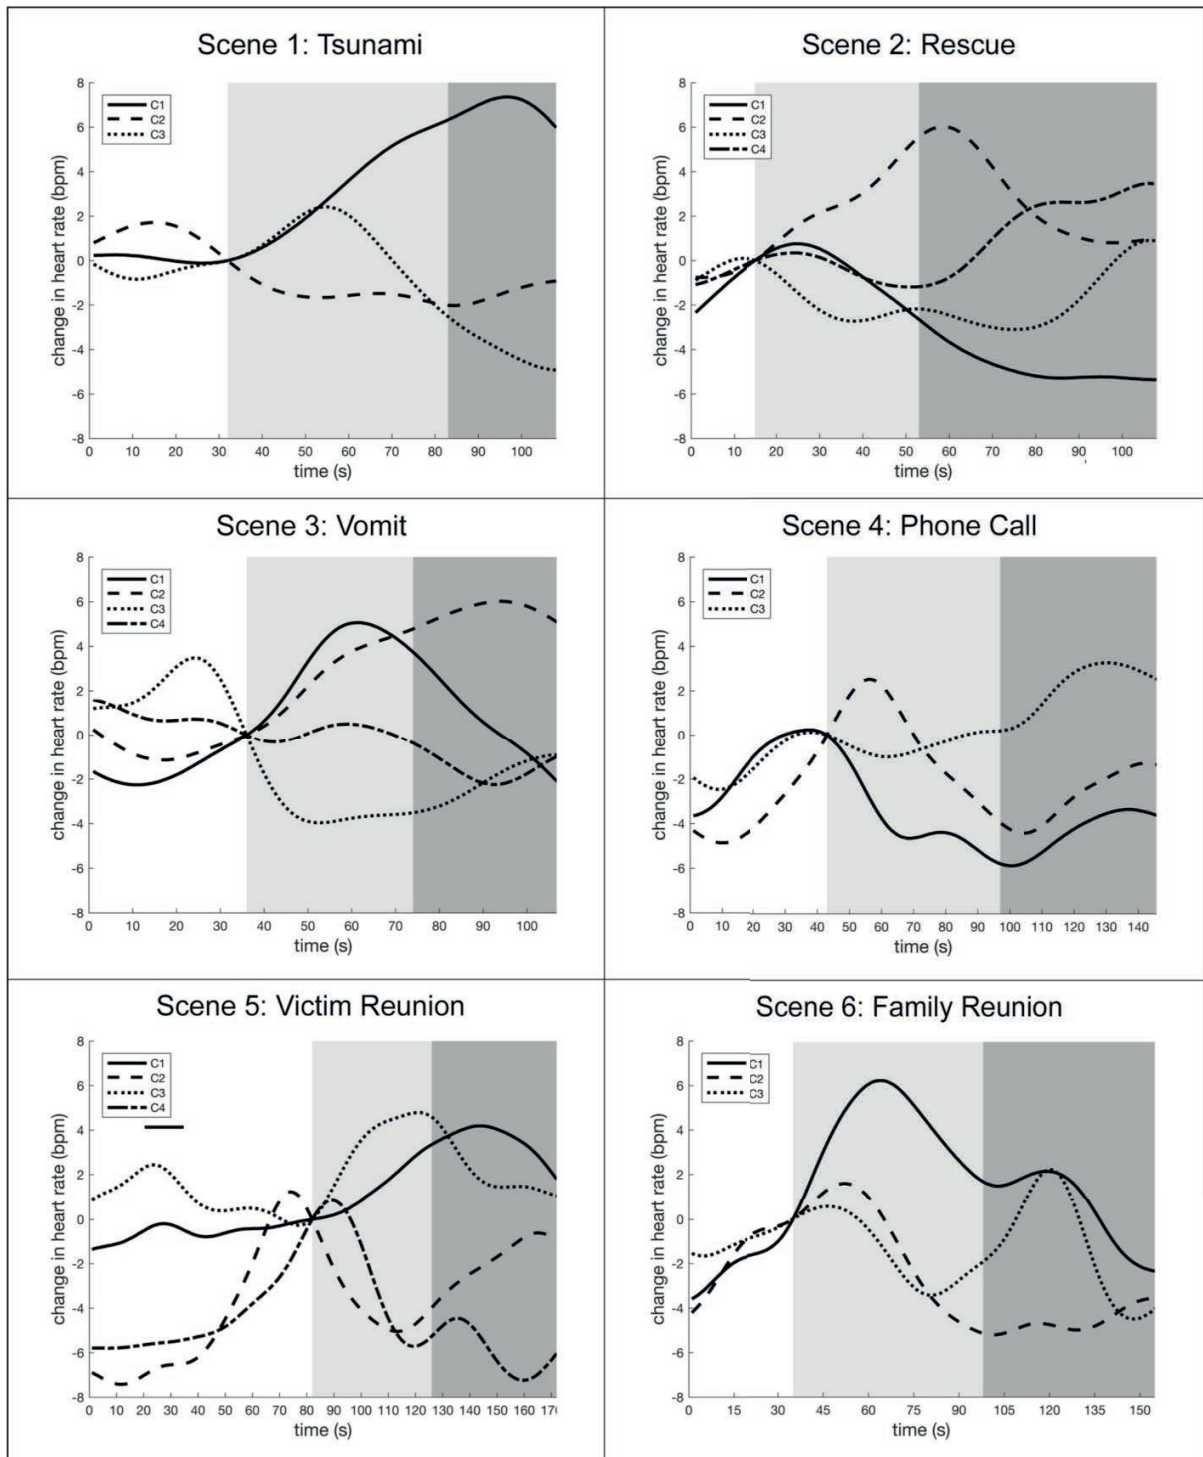 Scene 1: Tsunami
8
6
4
2
0
-2
-4
-6
-8
change in heart rate (bpm)
C1
C2
C3
0 10 20 30 40 50 60 70 80 90 100
time (s)
Scene 2: Rescue
8
6
4
2
0
-2
-4
-6
-8
change in heart rate (bpm)
C1
C2
C3
C4
0 10 20 30 40 50 60 70 80 90 100
time (s)
Scene 3: Vomit
8
6
4
2
0
-2
-4
-6
-8
change in heart rate (bpm)
C1
C2
C3
C4
0 10 20 30 40 50 60 70 80 90 100
time (s)
Scene 4: Phone Call
8
6
4
2
0
-2
-4
-6
-8
change in heart rate (bpm)
C1
C2
C3
0 10 20 30 40 50 60 70 80 90 100 110 120 130 140
time (s)
Scene 5: Victim Reunion
8
6
4
2
0
-2
-4
-6
-8
change in heart rate (bpm)
C1
C2
C3
C4
0 10 20 30 40 50 60 70 80 90 100 110 120 130 140 150 160 170
time (s)
Scene 6: Family Reunion
8
6
4
2
0
-2
-4
-6
-8
change in heart rate (bpm)
C1
C2
C3
0 15 30 45 60 75 90 105 120 135 150
time (s)